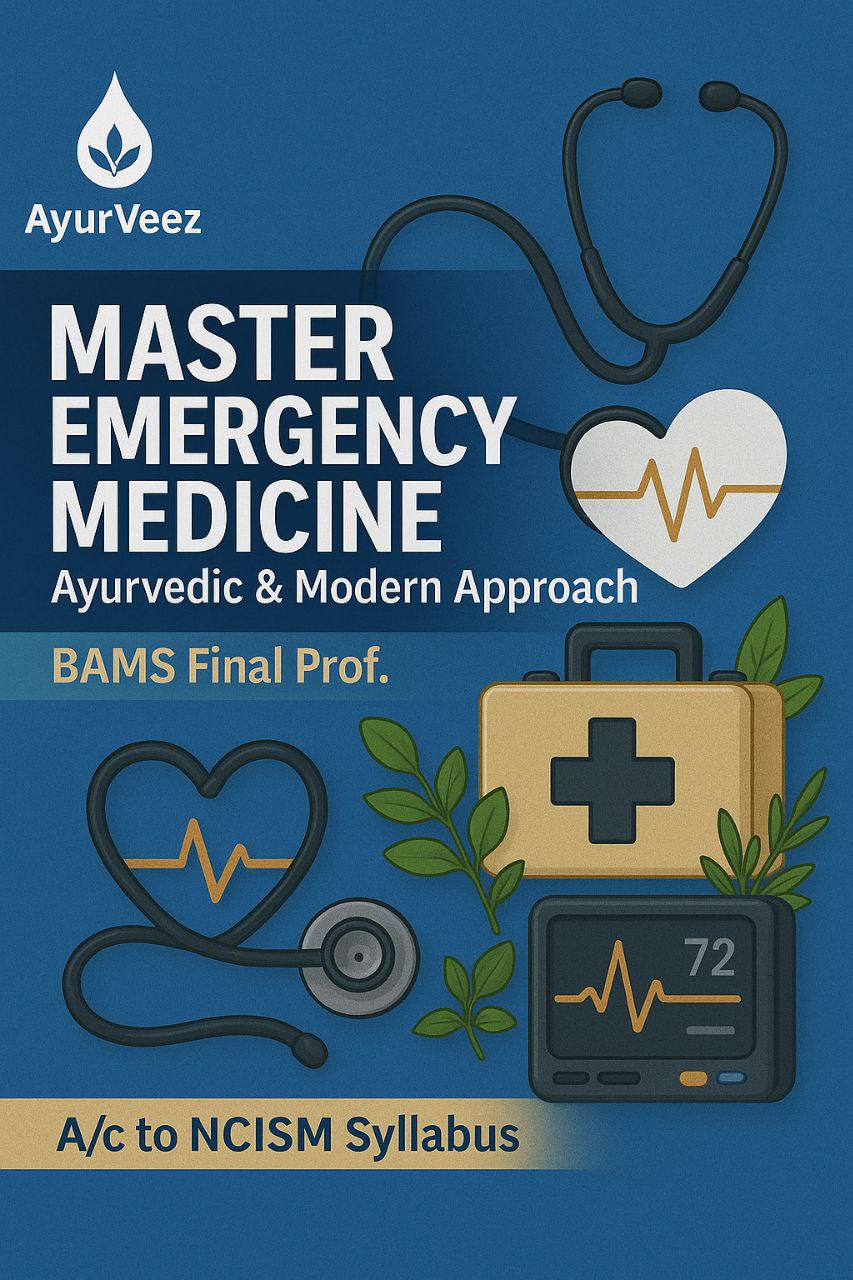 AyurVeez
MASTER
EMERGENCY
MEDICINE
Ayurvedic & Modern Approach
BAMS Final Prof.
72
A/c to NCISM Syllabus